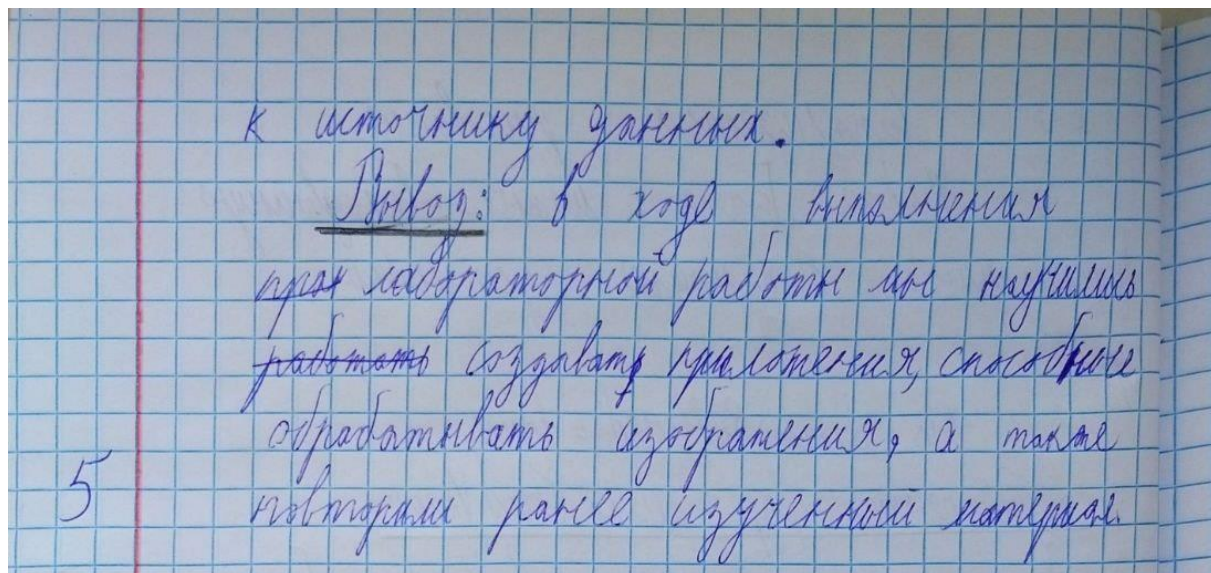 к источнику данных.
Вывод: в ходе выполнения
лабораторной работы мы научились
работать создавать приложения, способные
обрабатывать изображения, а также
5 повторили ранее изученный материал.